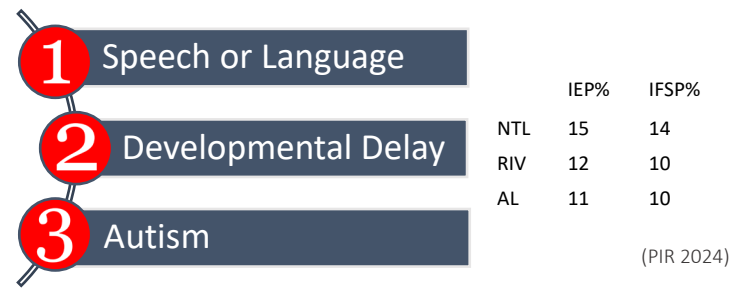 1 Speech or Language
2 Developmental Delay
3 Autism
IEP% IFSP%
NTL 15 14
RIV 12 10
AL 11 10
(PIR 2024)